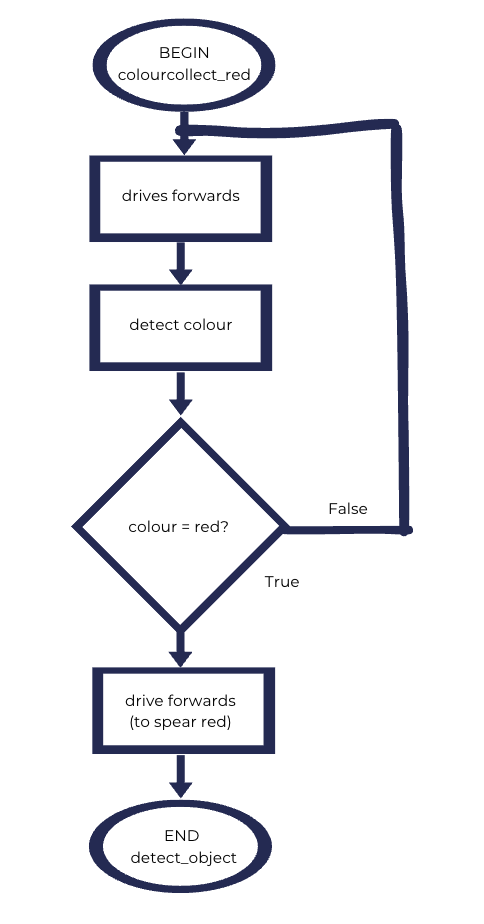 BEGIN
colourcollect_red
drives forwards
detect colour
colour = red?
False
True
drive forwards
(to spear red)
END
detect_object